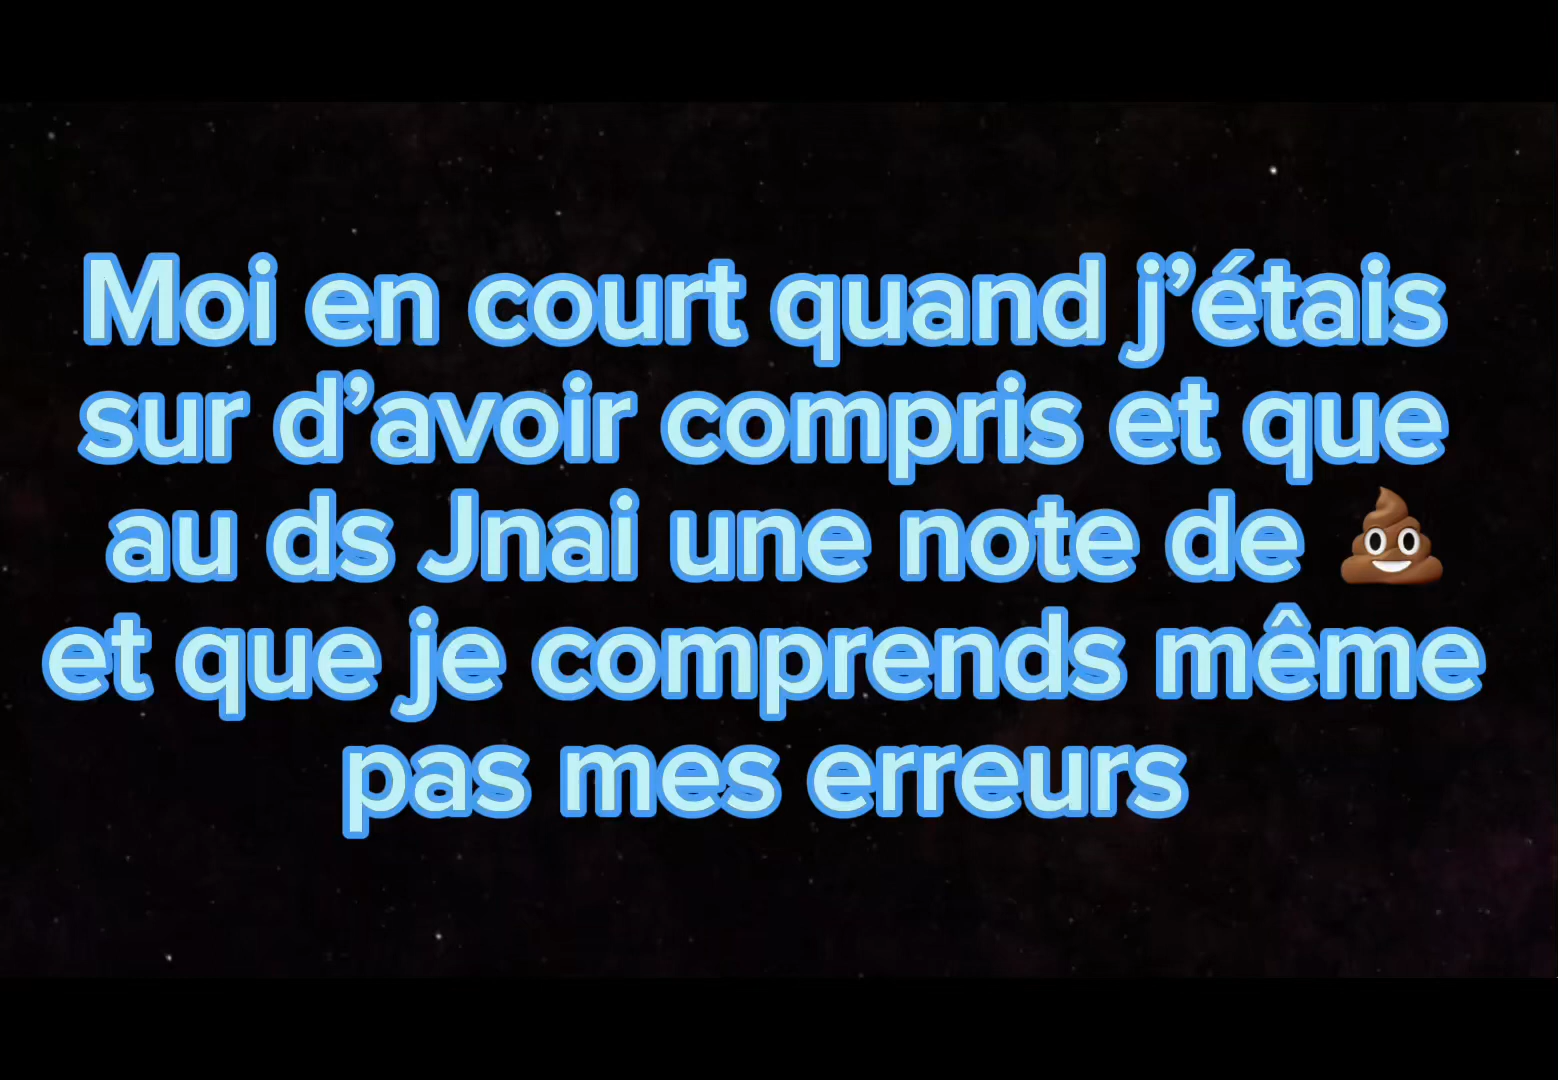 Moi en court quand j’étais
sur d’avoir compris et que
au ds Jnai une note de 💩
et que je comprends même
pas mes erreurs